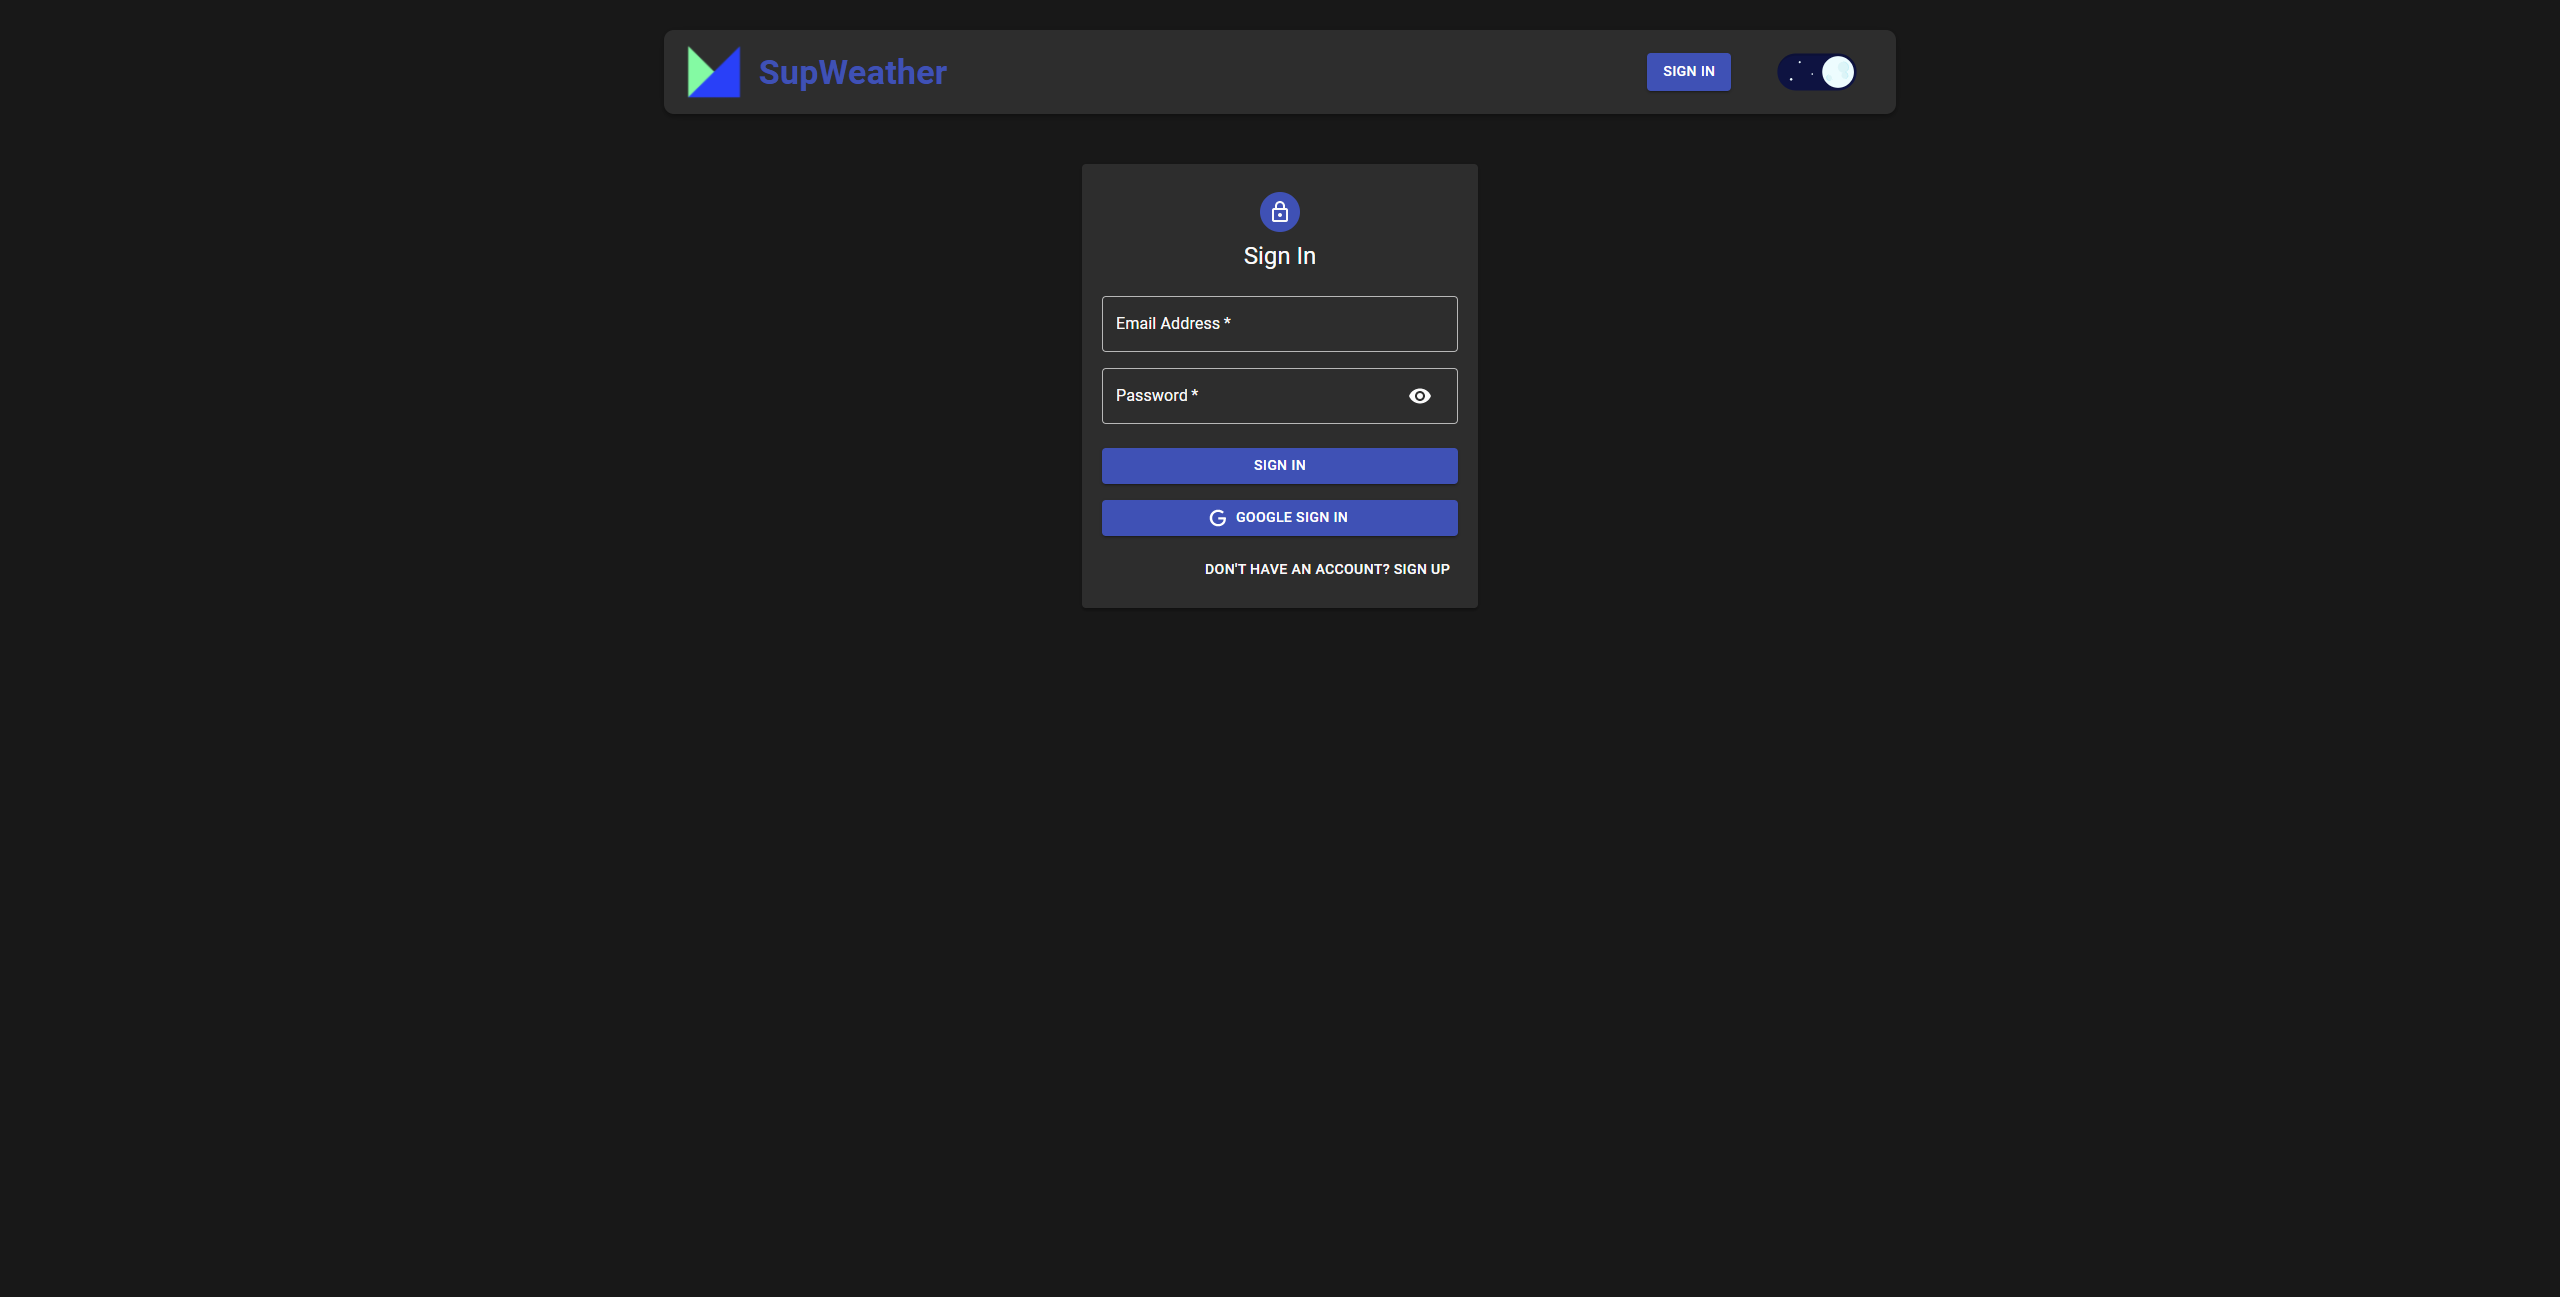 SupWeather
SIGN IN
Sign In
Email Address *
Password *
SIGN IN
GOOGLE SIGN IN
DON'T HAVE AN ACCOUNT? SIGN UP